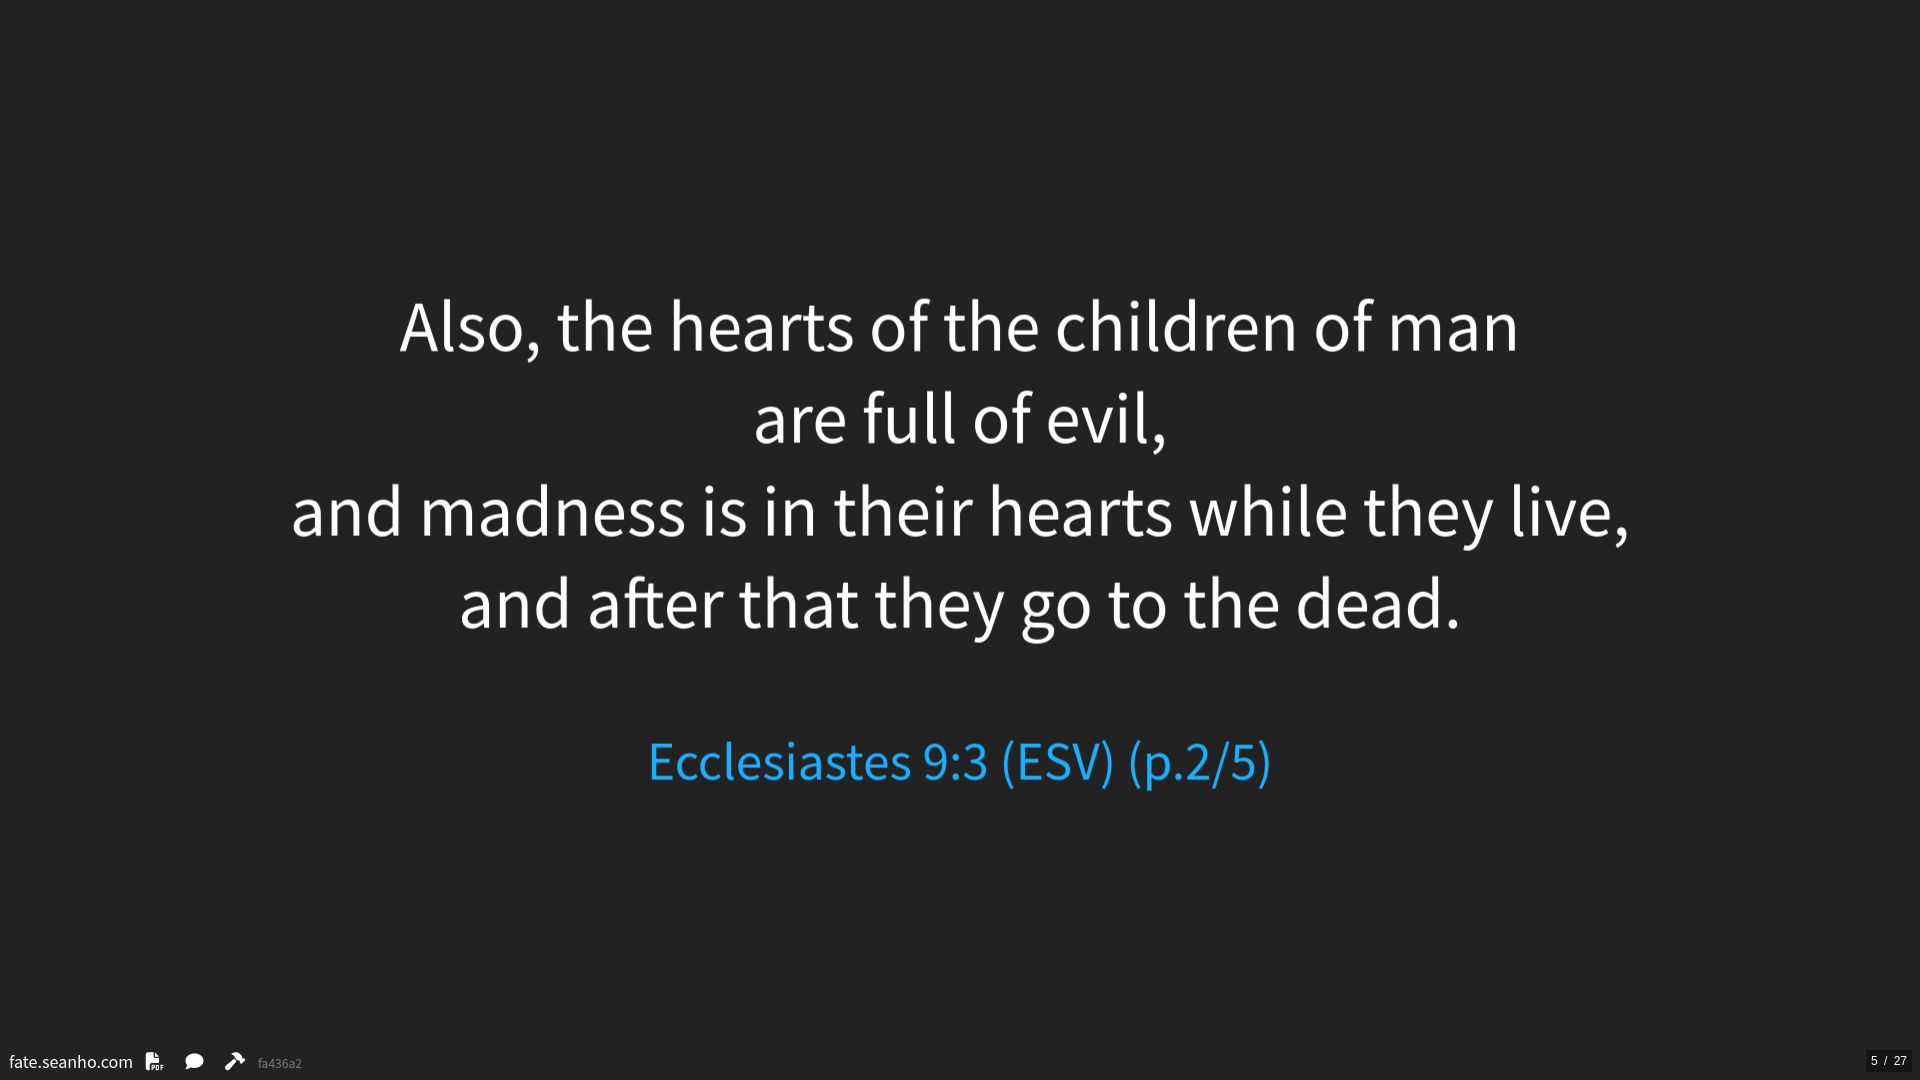 Also, the hearts of the children of man
are full of evil,
and madness is in their hearts while they live,
and after that they go to the dead.
Ecclesiastes 9:3 (ESV) (p.2/5)
fate.seanho.com PDF fa436a2
5 / 27